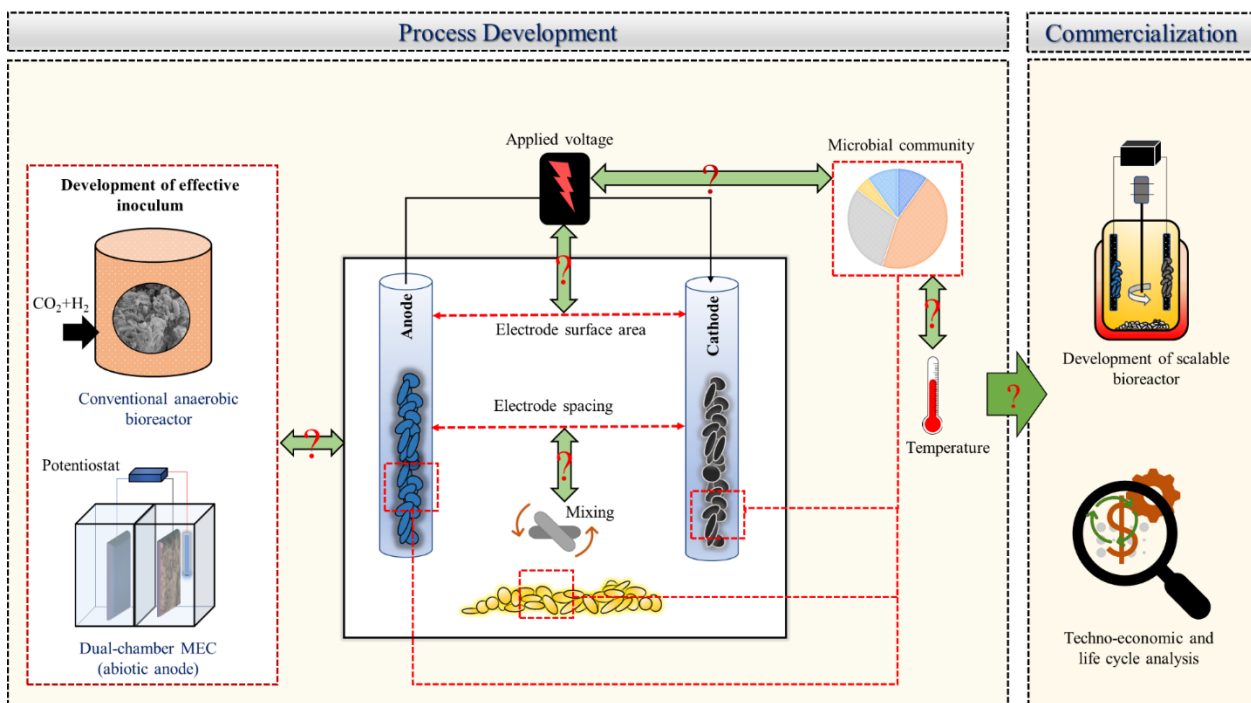 Process Development
Commercialization
Applied voltage
Microbial community
?
Development of effective
inoculum
CO₂+H₂
Conventional anaerobic
bioreactor
Potentiostat
Dual-chamber MEC
(abiotic anode)
?
?
Anode
Cathode
Electrode surface area
Electrode spacing
?
Mixing
?
Temperature
?
Development of scalable
bioreactor
$
Techno-economic and
life cycle analysis